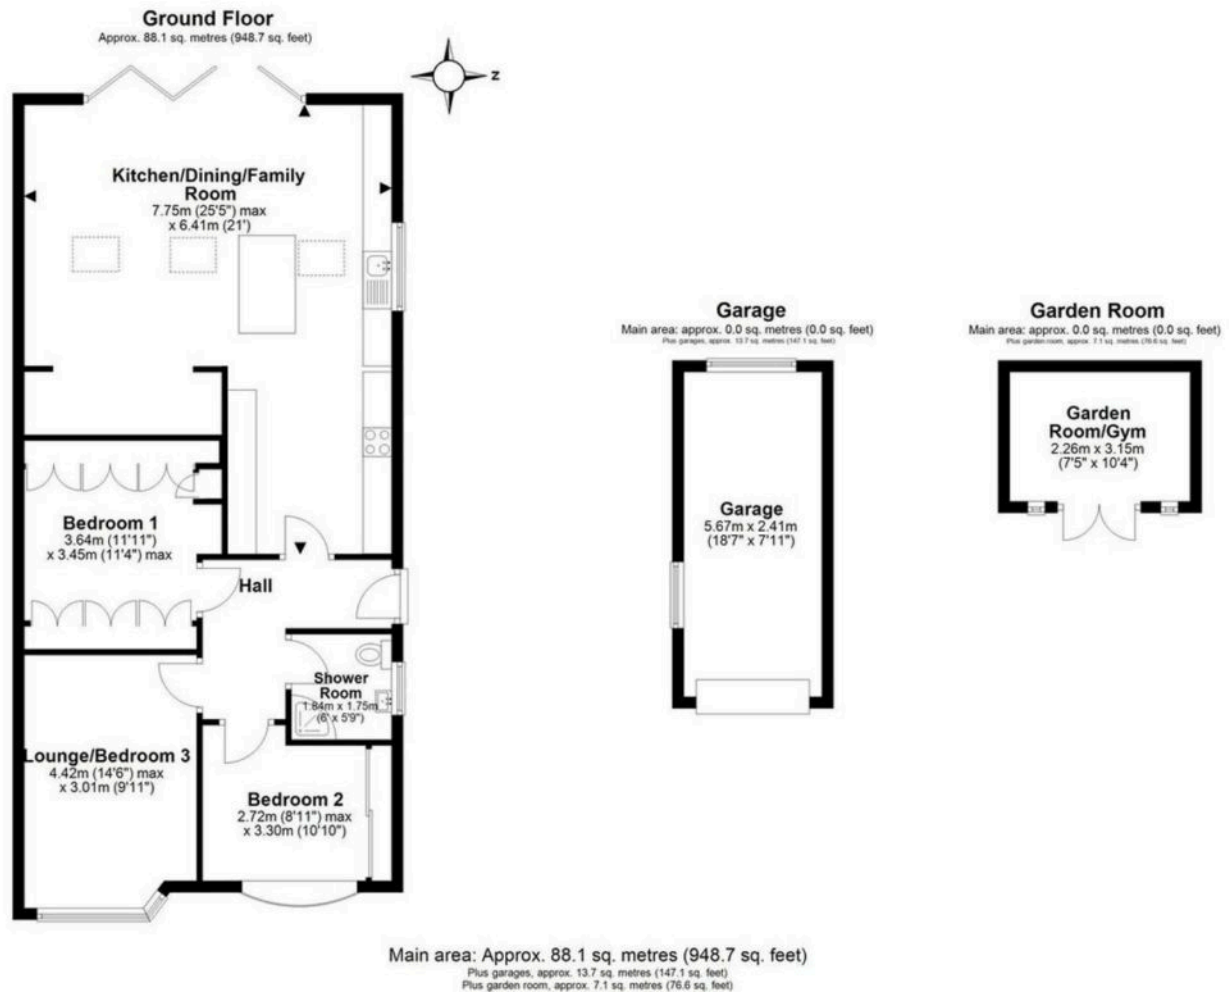 Ground Floor
Approx. 88.1 sq. metres (948.7 sq. feet)
Z
Kitchen/Dining/Family
Room
7.75m (25'5") max
x 6.41m (21')
Bedroom 1
3.64m (11'11")
x 3.45m (11'4") max
Hall
Shower
Room
1.84m x 1.75m
(6' x 5'9")
Lounge/Bedroom 3
4.42m (14'6") max
x 3.01m (9'11")
Bedroom 2
2.72m (8'11") max
x 3.30m (10'10")
Garage
Main area: approx. 0.0 sq. metres (0.0 sq. feet)
Plus garages, approx. 13.7 sq. metres (147.1 sq. feet)
Garage
5.67m x 2.41m
(18'7" x 7'11")
Garden Room
Main area: approx. 0.0 sq. metres (0.0 sq. feet)
Plus garden room, approx. 7.1 sq. metres (76.6 sq. feet)
Garden
Room/Gym
2.26m x 3.15m
(7'5" x 10'4")
Main area: Approx. 88.1 sq. metres (948.7 sq. feet)
Plus garages, approx. 13.7 sq. metres (147.1 sq. feet)
Plus garden room, approx. 7.1 sq. metres (76.6 sq. feet)